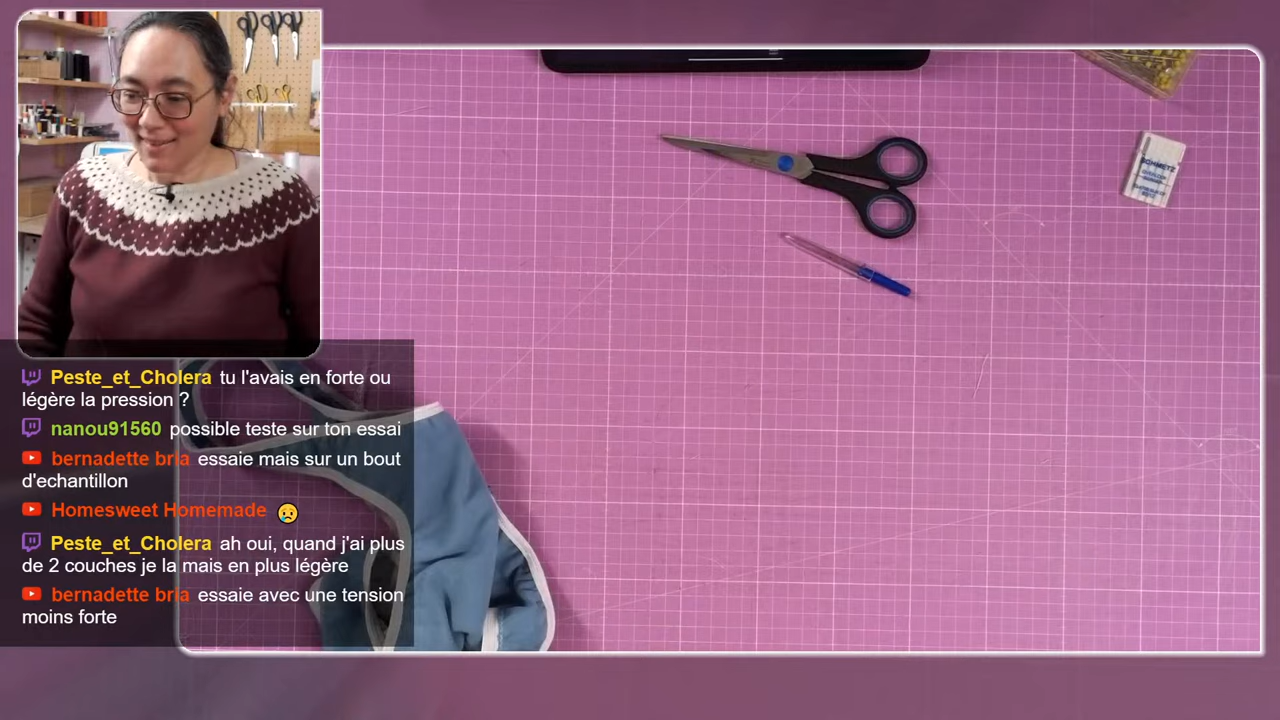 Peste_et_Cholera tu l'avais en forte ou
légère la pression ?
nanou91560 possible teste sur ton essai
bernadette bria essaie mais sur un bout
d'echantillon
Homesweet Homemade
Peste_et_Cholera ah oui, quand j'ai plus
de 2 couches je la mais en plus légère
bernadette bria essaie avec une tension
moins forte
SCHMETZ